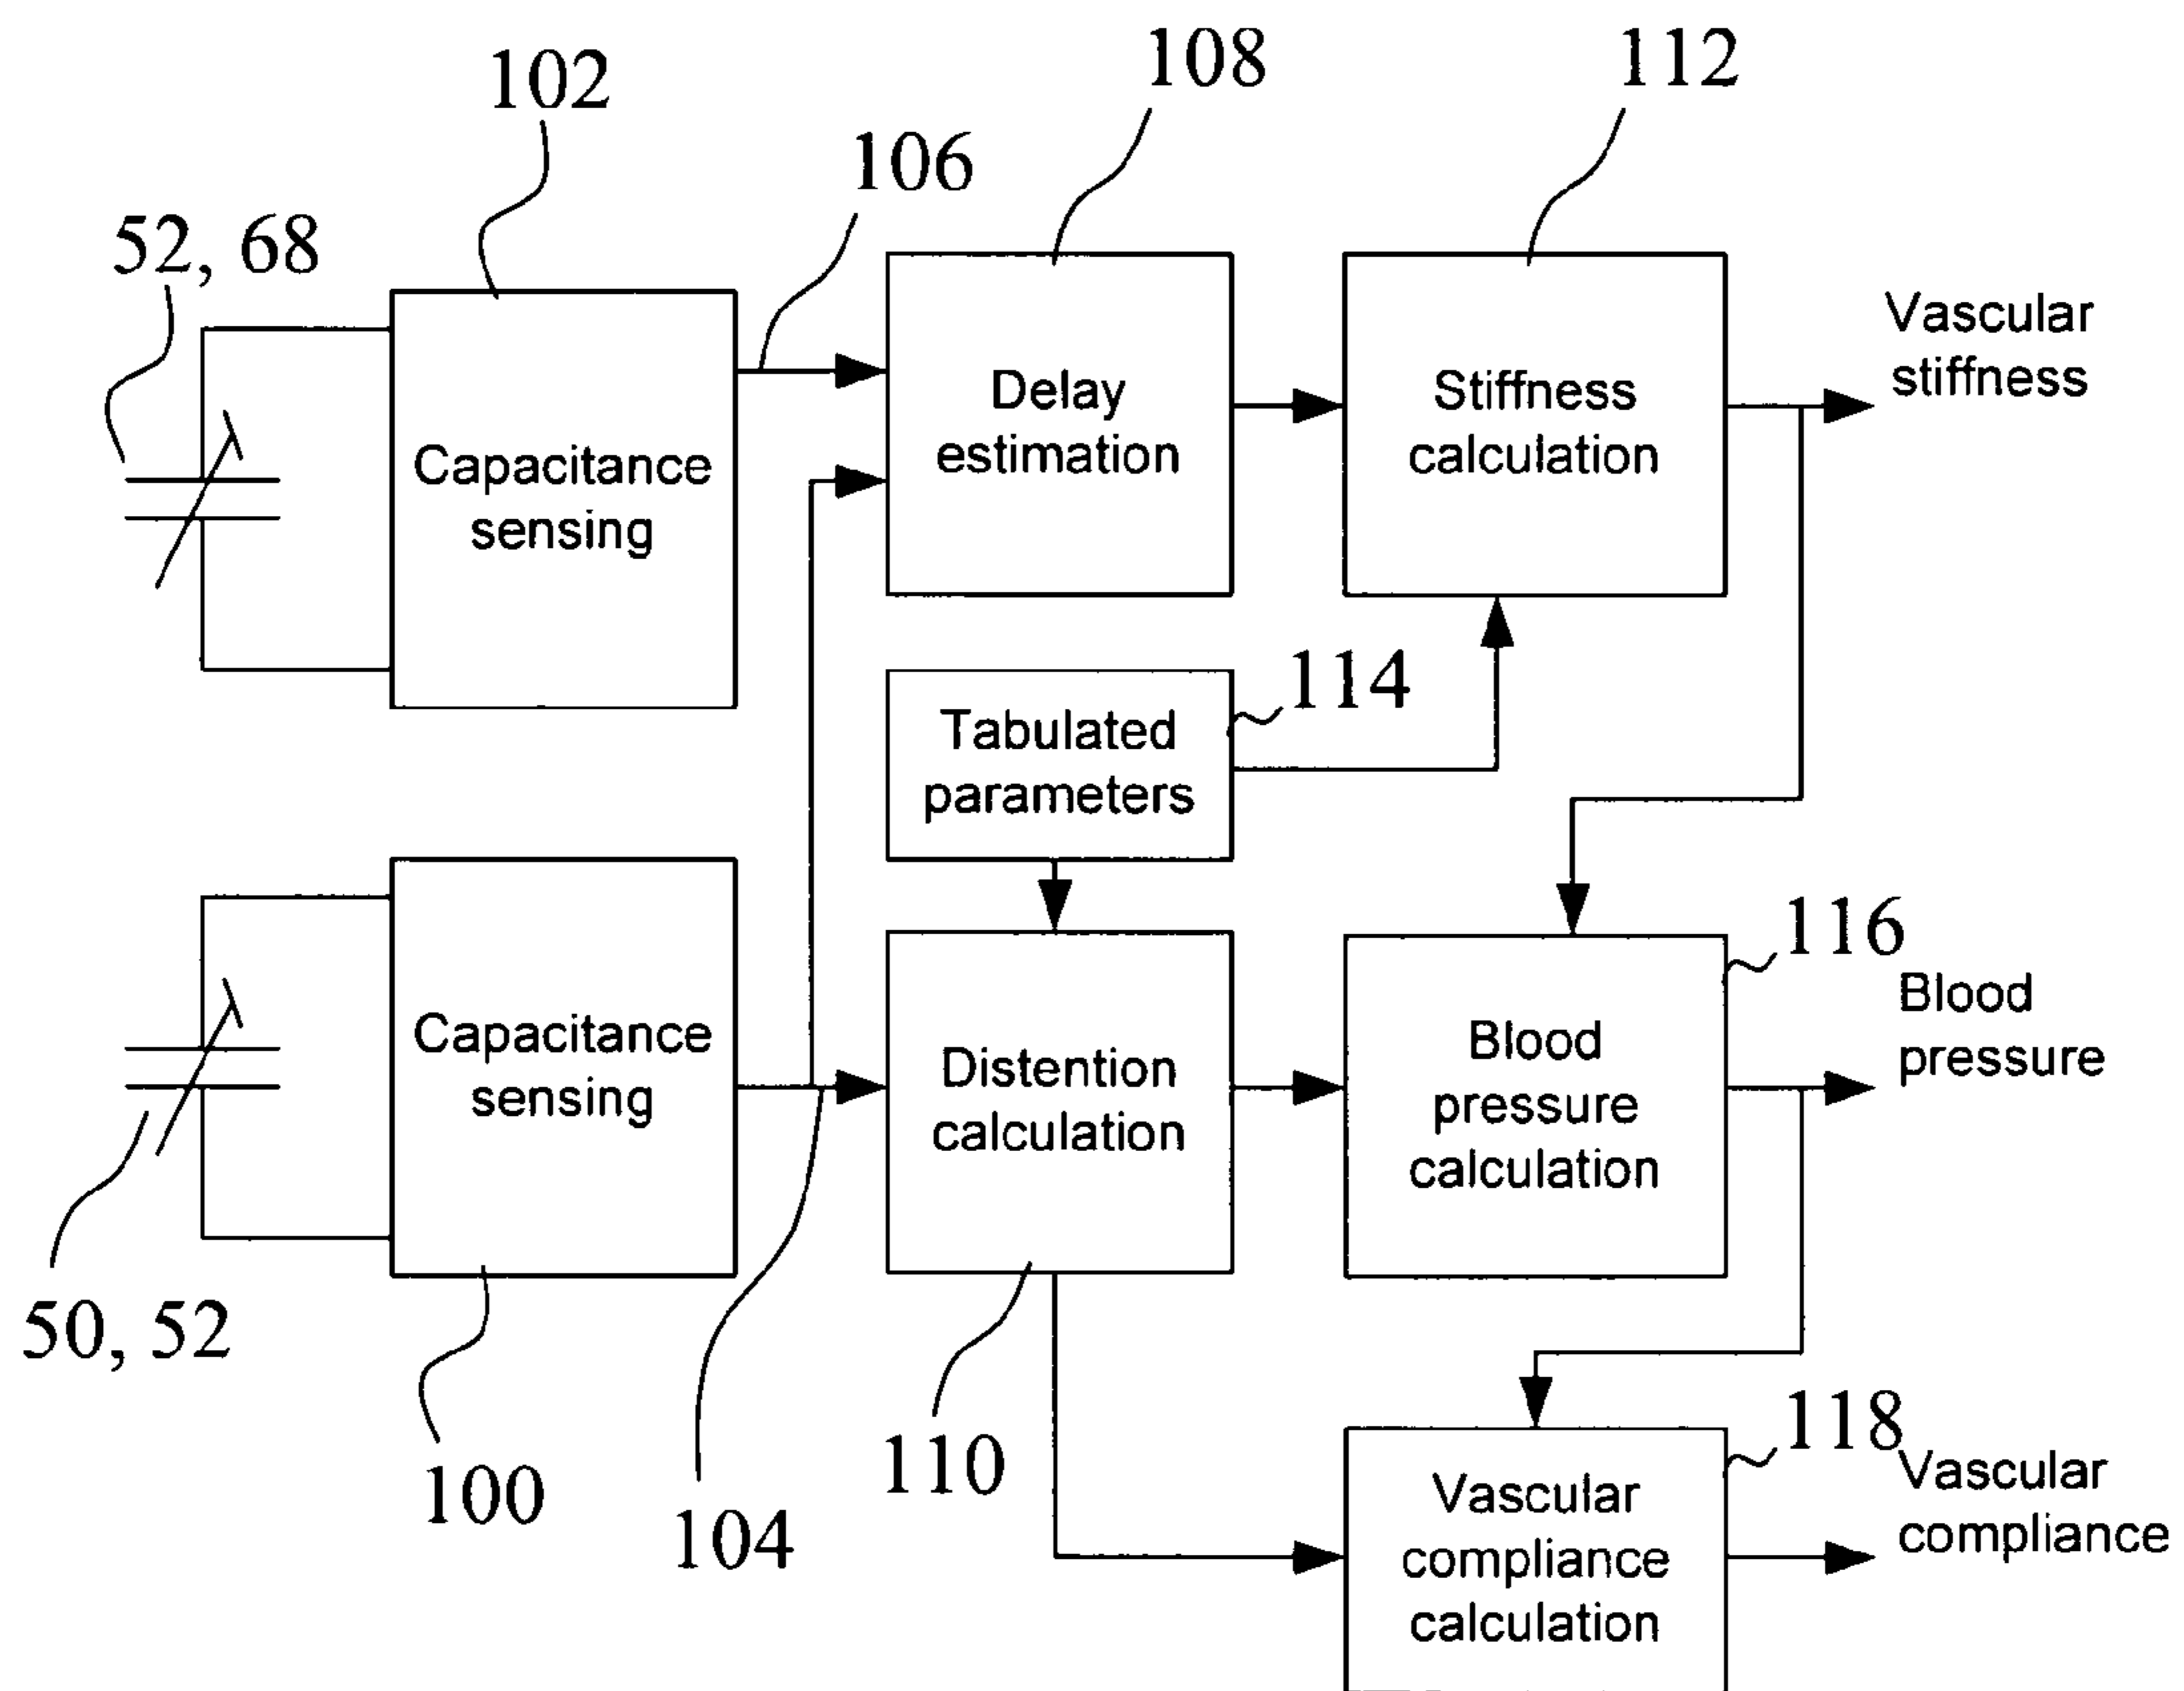 102
108
112
106
52, 68
Capacitance
sensing
Delay
estimation
Stiffness
calculation
Vascular
stiffness
Tabulated
parameters
114
Capacitance
sensing
Distention
calculation
Blood
pressure
calculation
116
Blood
pressure
50, 52
100
104
110
118
Vascular
compliance
calculation
Vascular
compliance